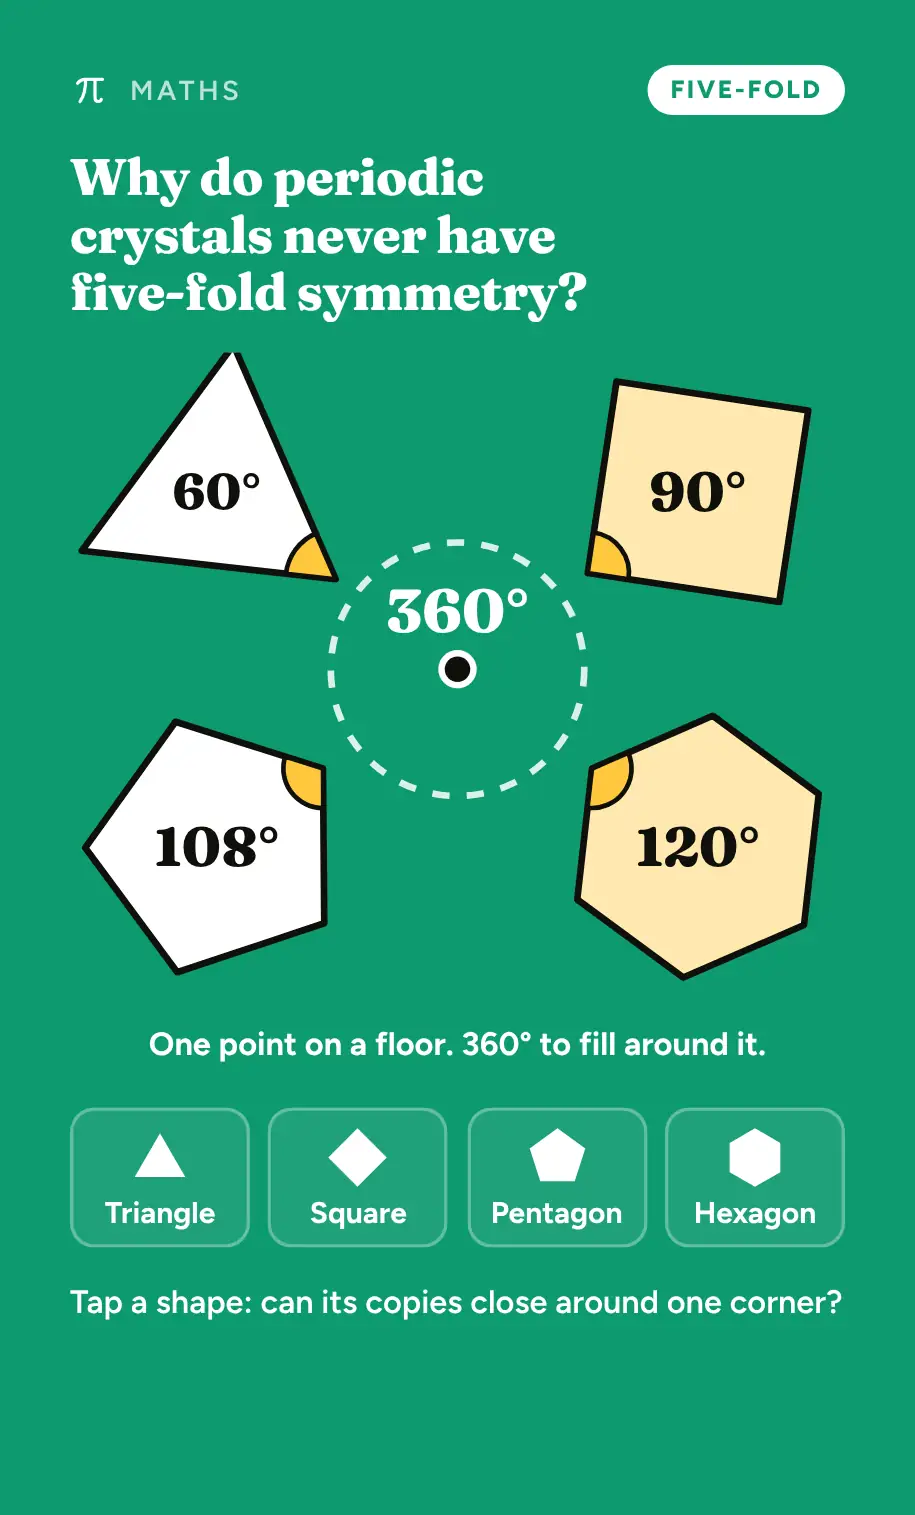 π MATHS
FIVE-FOLD
Why do periodic
crystals never have
five-fold symmetry?
60°
90°
360°
108°
120°
One point on a floor. 360° to fill around it.
Triangle
Square
Pentagon
Hexagon
Tap a shape: can its copies close around one corner?